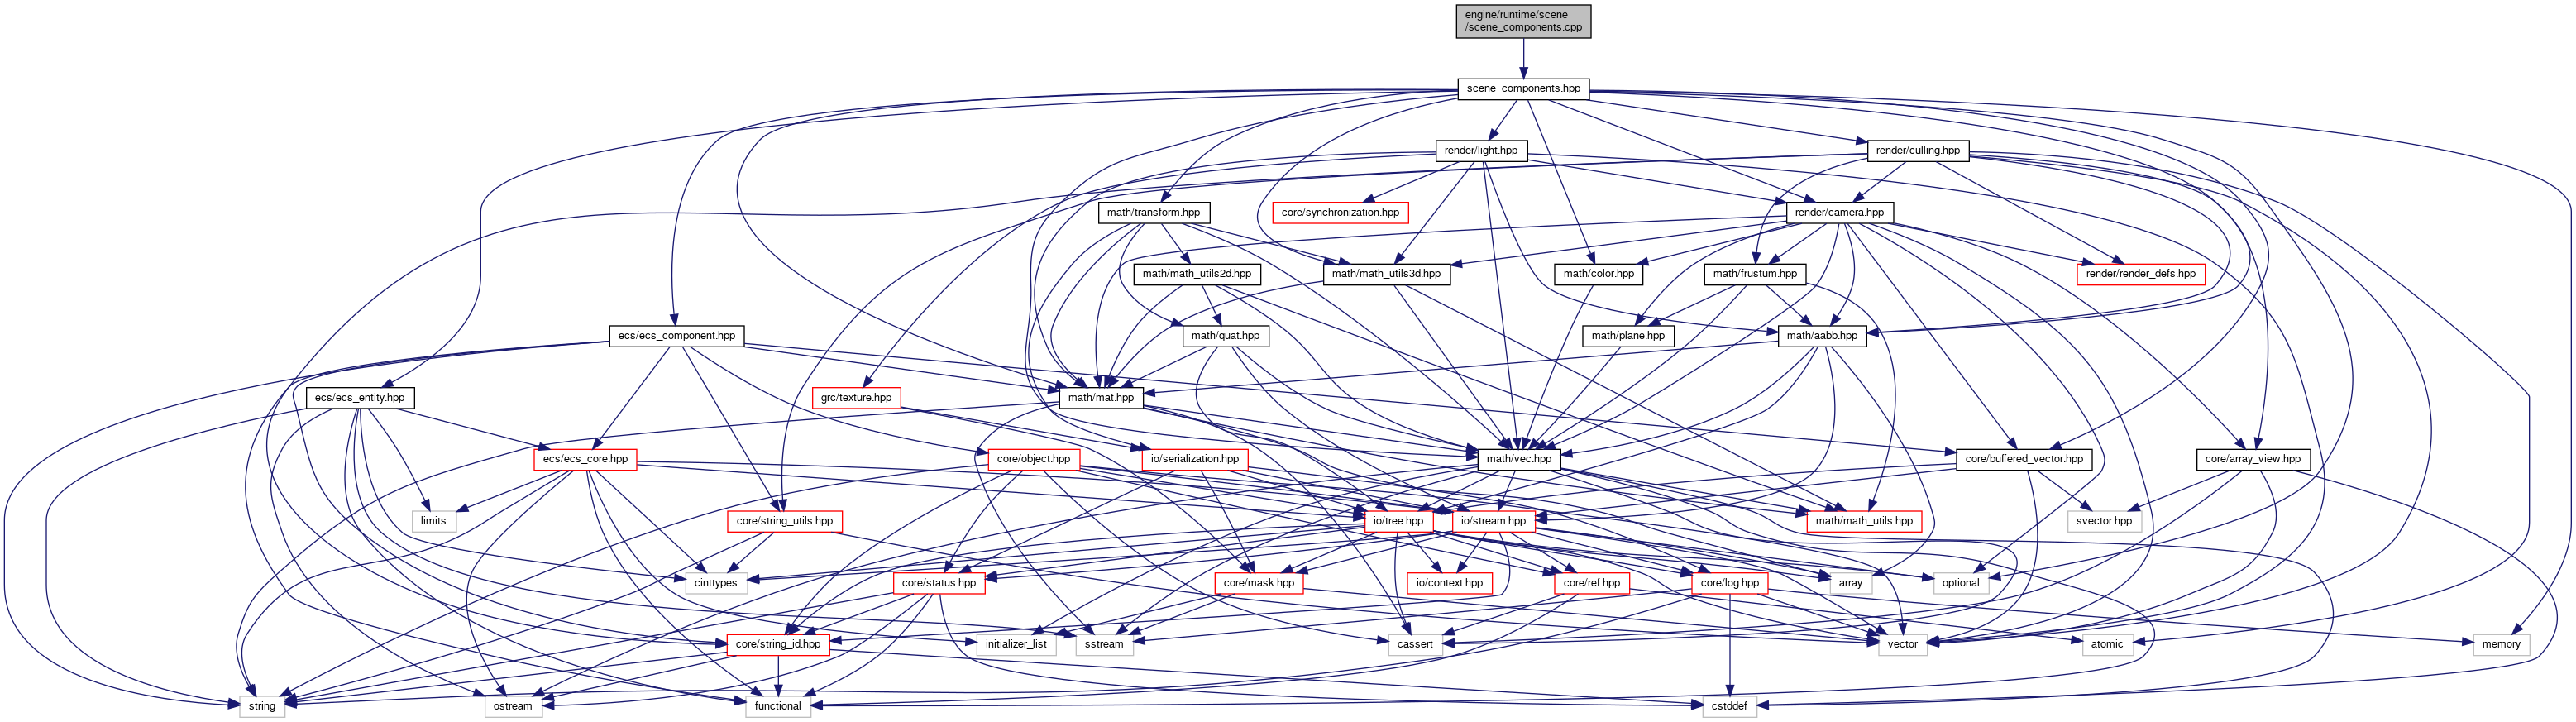 engine/runtime/scene
/scene_components.cpp
scene_components.hpp
render/light.hpp
render/culling.hpp
math/transform.hpp
core/synchronization.hpp
render/camera.hpp
math/math_utils2d.hpp
math/math_utils3d.hpp
math/color.hpp
math/frustum.hpp
render/render_defs.hpp
ecs/ecs_component.hpp
math/quat.hpp
math/plane.hpp
math/aabb.hpp
ecs/ecs_entity.hpp
grc/texture.hpp
math/mat.hpp
ecs/ecs_core.hpp
core/object.hpp
io/serialization.hpp
math/vec.hpp
core/buffered_vector.hpp
core/array_view.hpp
limits
core/string_utils.hpp
io/tree.hpp
io/stream.hpp
math/math_utils.hpp
svector.hpp
cinttypes
core/status.hpp
core/mask.hpp
io/context.hpp
core/ref.hpp
core/log.hpp
array
optional
core/string_id.hpp
initializer_list
sstream
cassert
vector
atomic
memory
string
ostream
functional
cstddef